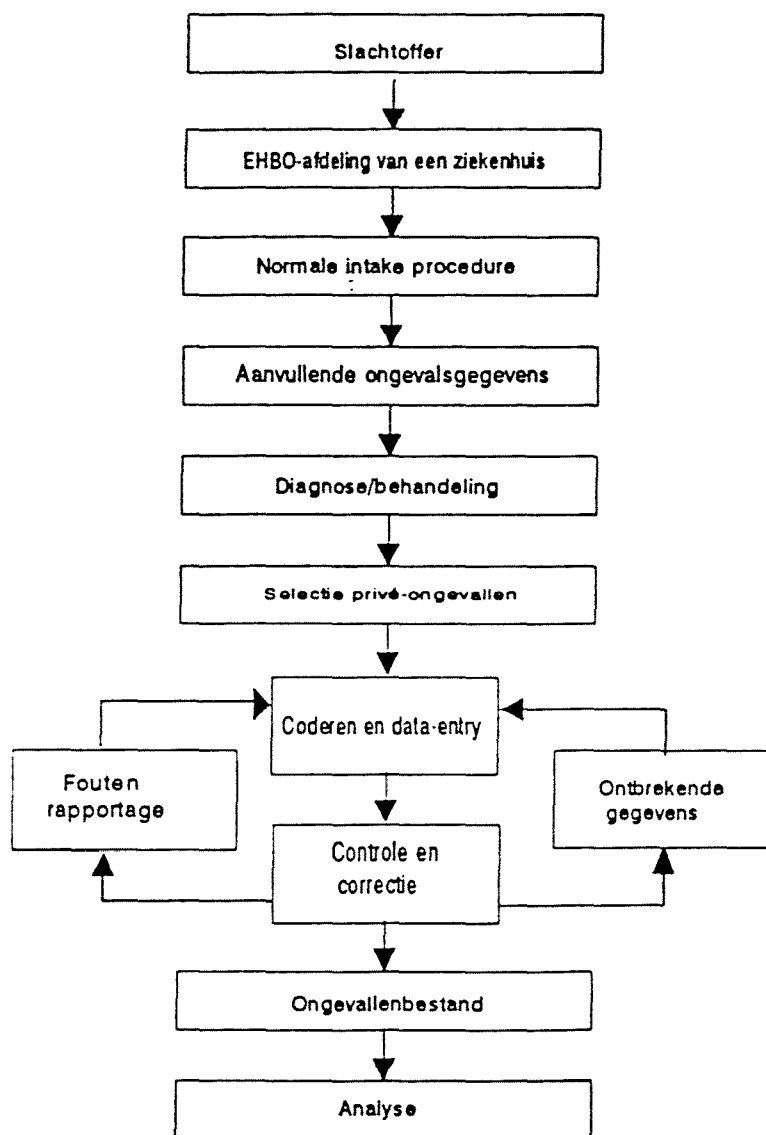 Slachtoffer
EHBO-afdeling van een ziekenhuis
Normale intake procedure
Aanvullende ongevalsgegevens
Diagnose/behandeling
Selectie privé-ongevallen
Coderen en data-entry
Fouten
rapportage
Ontbrekende
gegevens
Controle en
correctie
Ongevallenbestand
Analyse